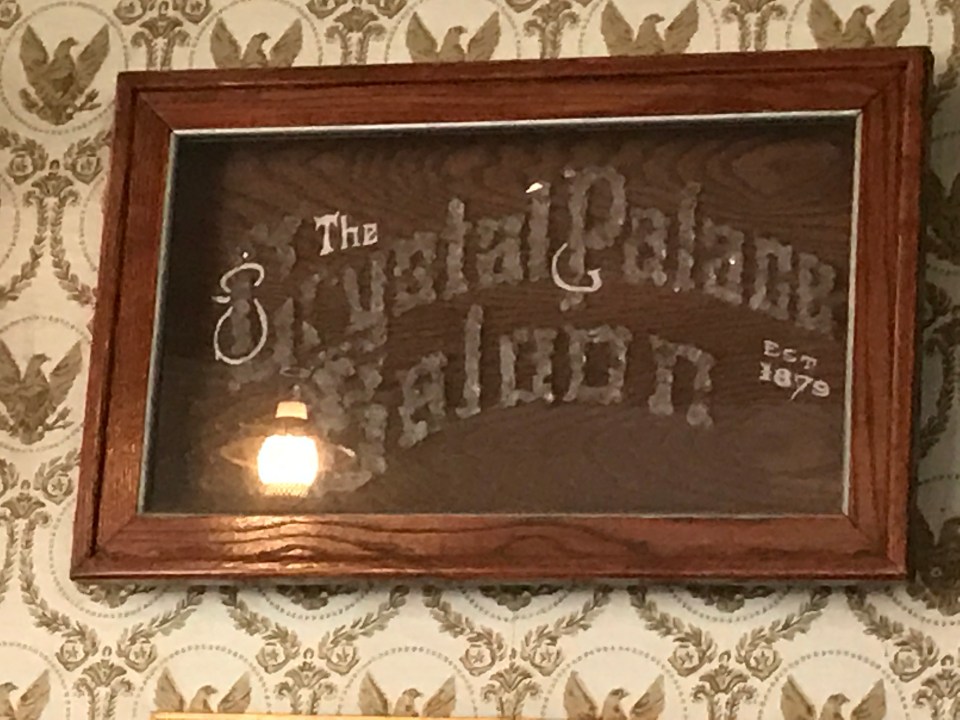 The
Crystal Palace
Saloon
EST
1879